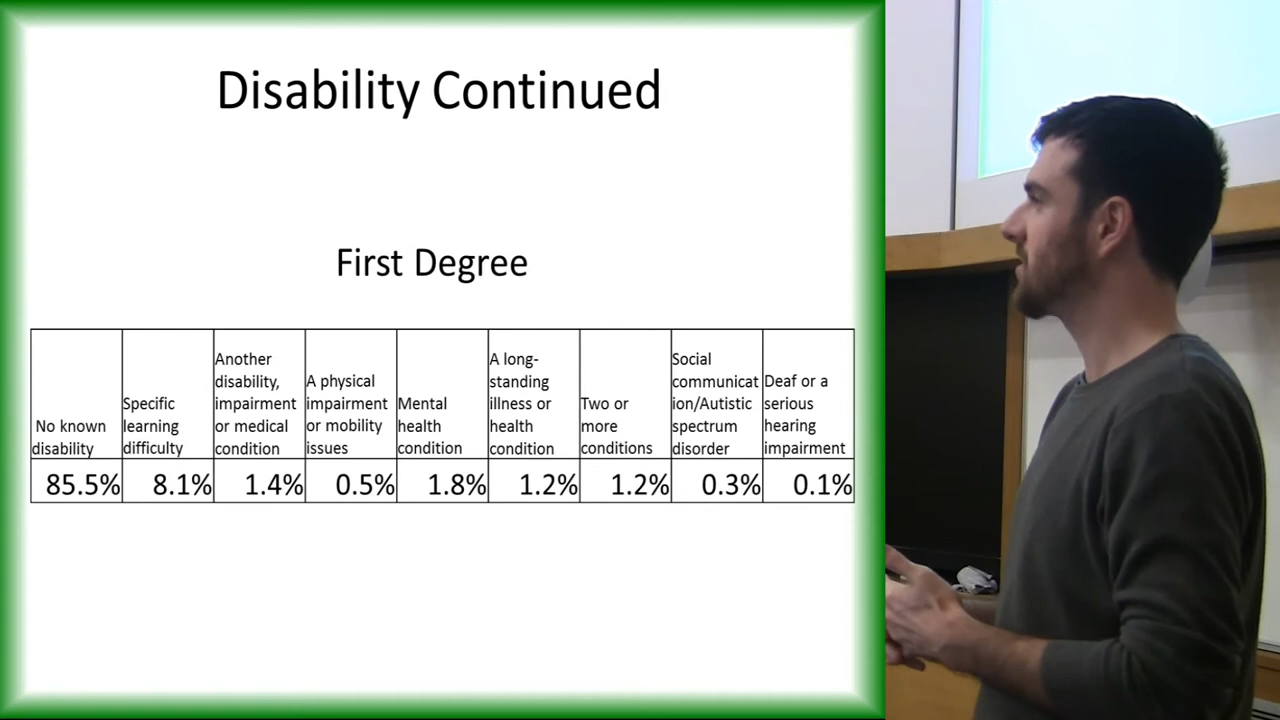 Disability Continued
First Degree
No known
disability
Specific
learning
difficulty
Another
disability,
impairment
or medical
condition
A physical
impairment
or mobility
issues
Mental
health
condition
A long-
standing
illness or
health
condition
Two or
more
conditions
Social
communicat
ion/Autistic
spectrum
disorder
Deaf or a
serious
hearing
impairment
85.5% 8.1% 1.4% 0.5% 1.8% 1.2% 1.2% 0.3% 0.1%